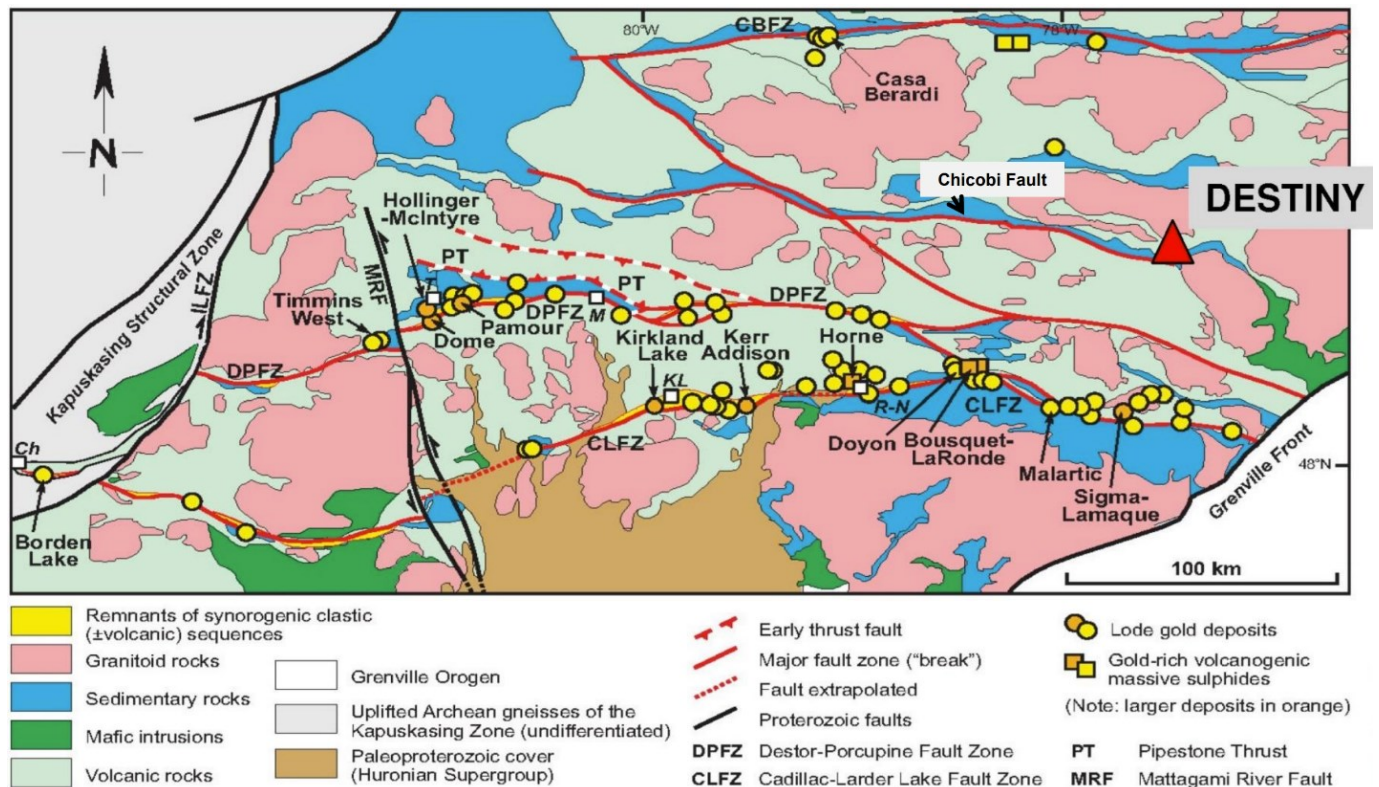 CBFZ
80°W
78°W
Casa
Berardi
N
Chicobi Fault
DESTINY
Hollinger
-McIntyre
Kapuskasing Structural Zone
ILFZ
MRF
PT
T
PT
Timmins
West
DPFZ
M
DPFZ
Pamour
Dome
Kirkland
Lake
Kerr
Addison
Horne
DPFZ
KL
R-N
CLFZ
Doyon
Bousquet-
LaRonde
Malartic
Sigma-
Lamaque
Grenville Front
48°N
CLFZ
Ch
Borden
Lake
100 km
Remnants of synorogenic clastic
(±volcanic) sequences
Granitoid rocks
Sedimentary rocks
Mafic intrusions
Volcanic rocks
Grenville Orogen
Uplifted Archean gneisses of the
Kapuskasing Zone (undifferentiated)
Paleoproterozoic cover
(Huronian Supergroup)
Early thrust fault
Major fault zone ("break")
Fault extrapolated
Proterozoic faults
DPFZ Destor-Porcupine Fault Zone
CLFZ Cadillac-Larder Lake Fault Zone
Lode gold deposits
Gold-rich volcanogenic
massive sulphides
(Note: larger deposits in orange)
PT Pipestone Thrust
MRF Mattagami River Fault